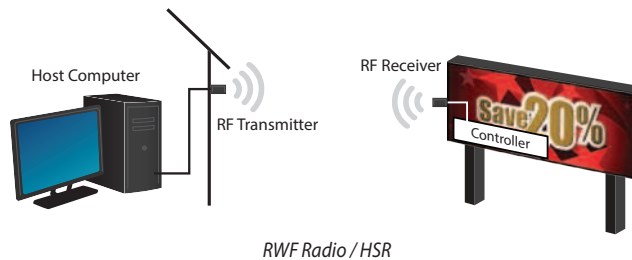 Host Computer
RF Transmitter
RF Receiver
Save 20%
Controller
RWF Radio / HSR